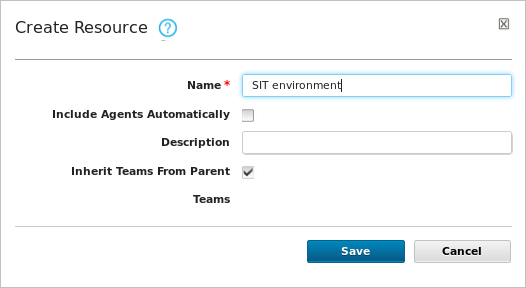 Create Resource ?
Name * SIT environment
Include Agents Automatically
Description
Inherit Teams From Parent
Teams
Save Cancel